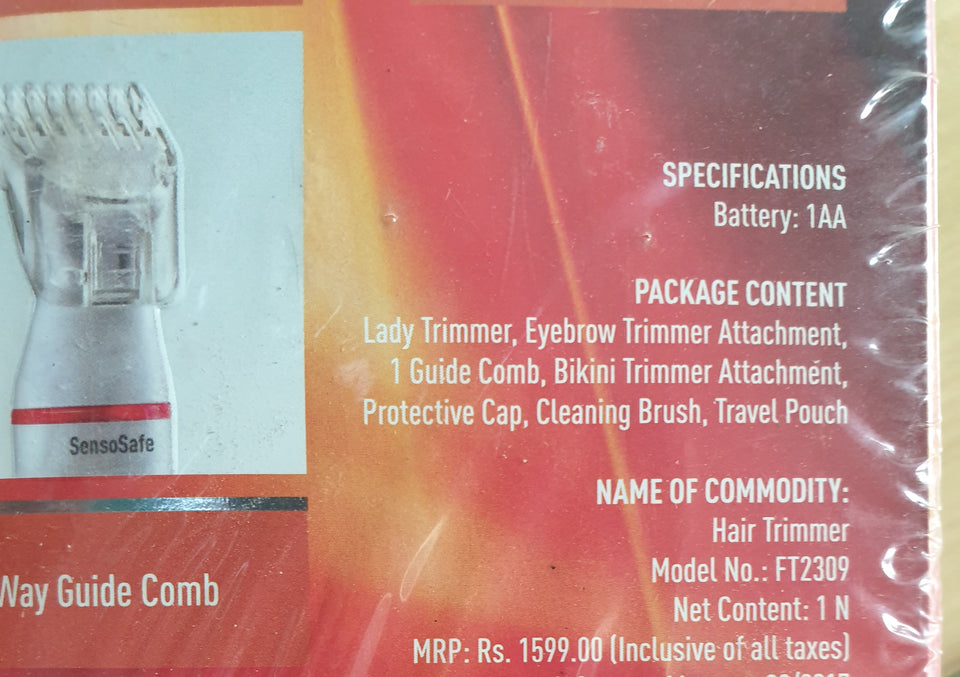 SPECIFICATIONS
Battery: 1AA
PACKAGE CONTENT
Lady Trimmer, Eyebrow Trimmer Attachment,
1 Guide Comb, Bikini Trimmer Attachment,
Protective Cap, Cleaning Brush, Travel Pouch
SensoSafe
NAME OF COMMODITY:
Hair Trimmer
Model No.: FT2309
Net Content: 1 N
MRP: Rs. 1599.00 (Inclusive of all taxes)
Way Guide Comb